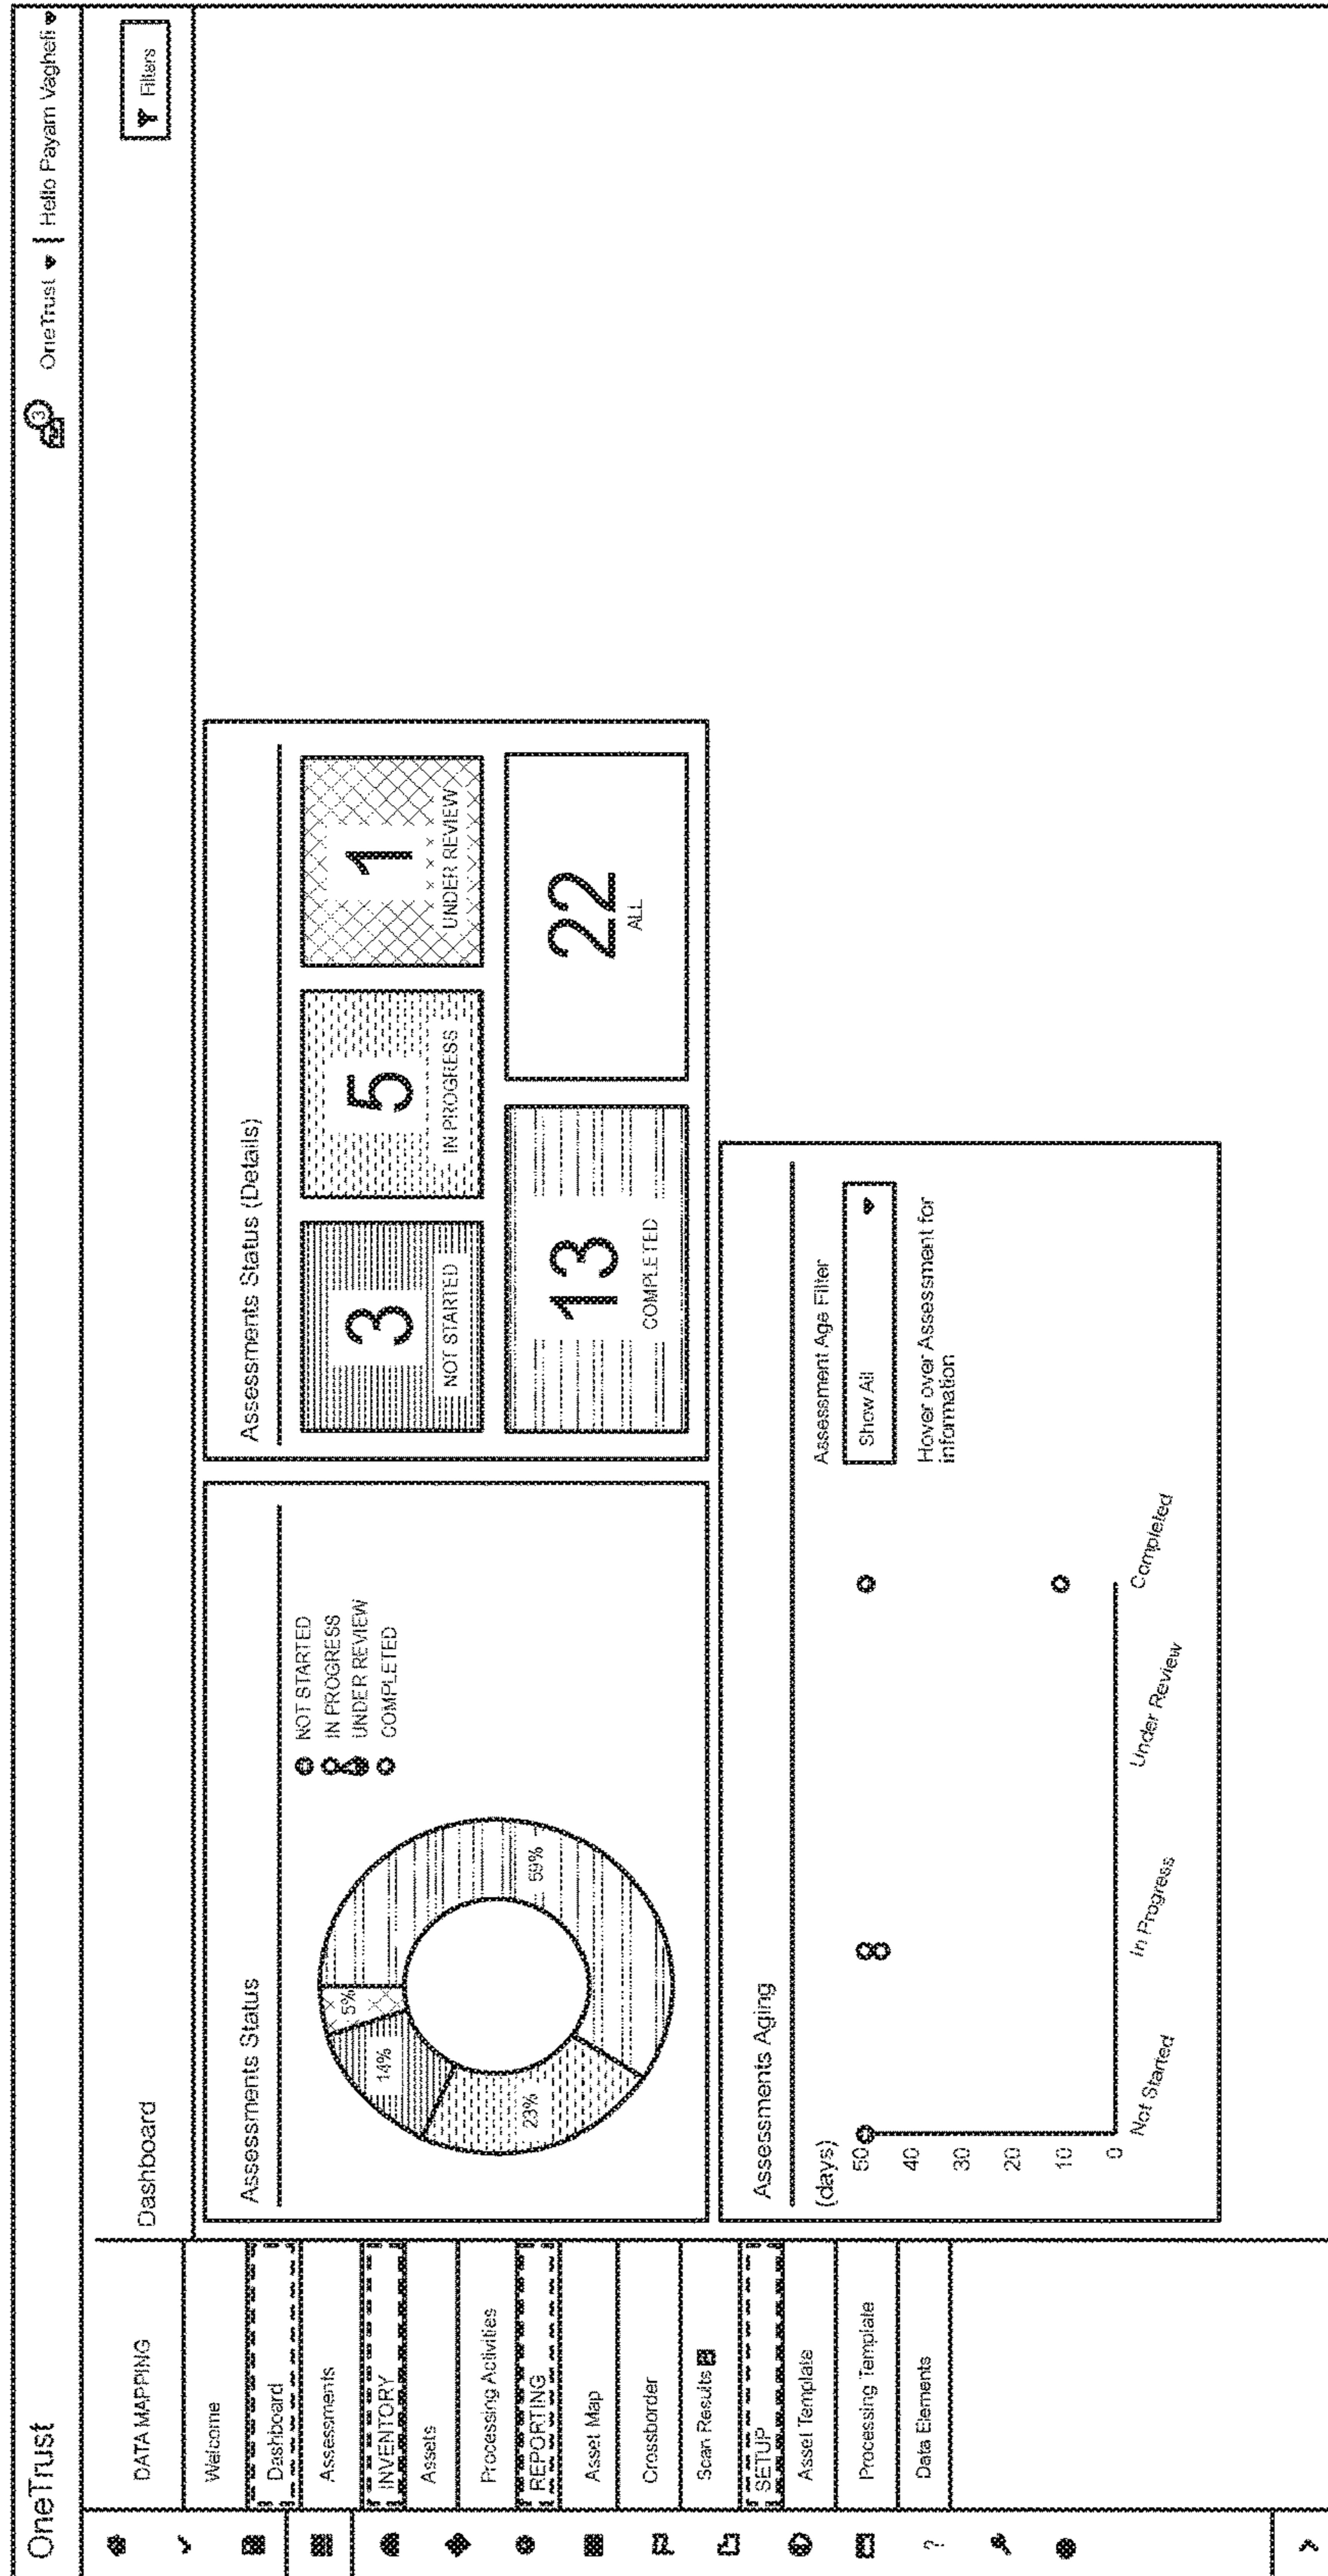 OneTrust
3 OneTrust | Hello Payam Vaghefi
DATA MAPPING
Welcome
Dashboard
Assessments
INVENTORY
Assets
Processing Activities
REPORTING
Asset Map
Crossborder
Scan Results
SETUP
Asset Template
Processing Template
Data Elements
?
Dashboard
Filters
Assessments Status
5%
14%
23%
59%
NOT STARTED
IN PROGRESS
UNDER REVIEW
COMPLETED
Assessments Status (Details)
3
NOT STARTED
5
IN PROGRESS
1
UNDER REVIEW
13
COMPLETED
22
ALL
Assessments Aging
(days)
50
40
30
20
10
0
Not Started
In Progress
Under Review
Completed
Assessment Age Filter
Show All
Hover over Assessment for
information